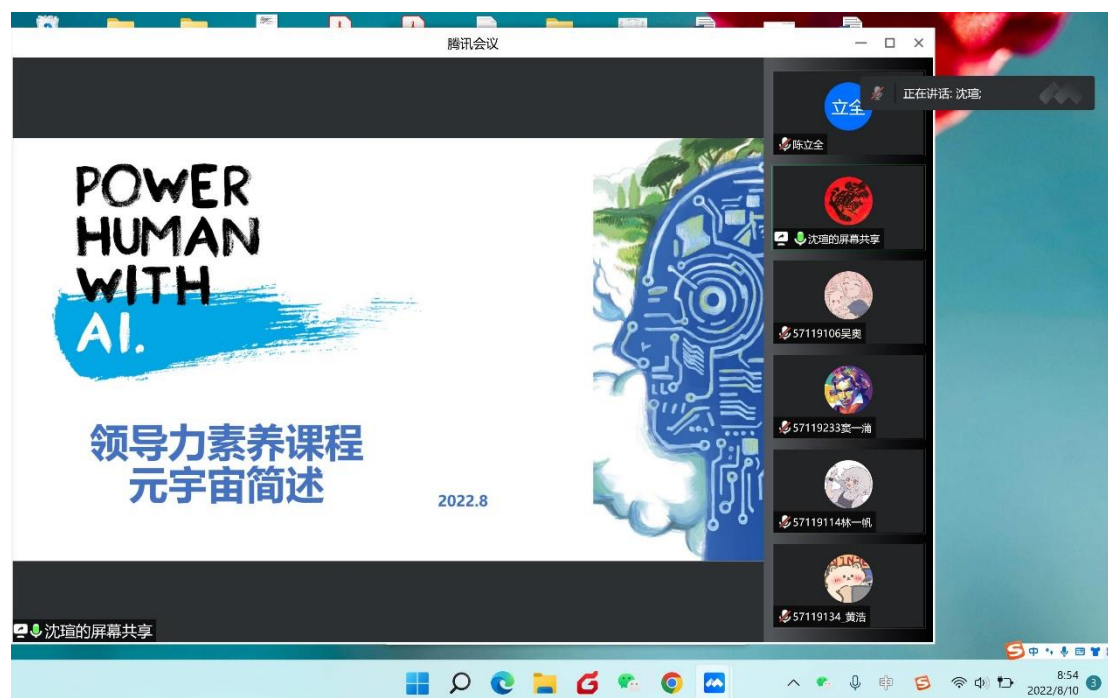 腾讯会议
正在讲话: 沈瑄;
立全
陈立全
沈瑄的屏幕共享
57119106吴奥
57119233窦一涵
57119114林一帆
57119134_黄浩
POWER
HUMAN
WITH
AI.
领导力素养课程
元宇宙简述
2022.8
沈瑄的屏幕共享
中
8:54
2022/8/10
3